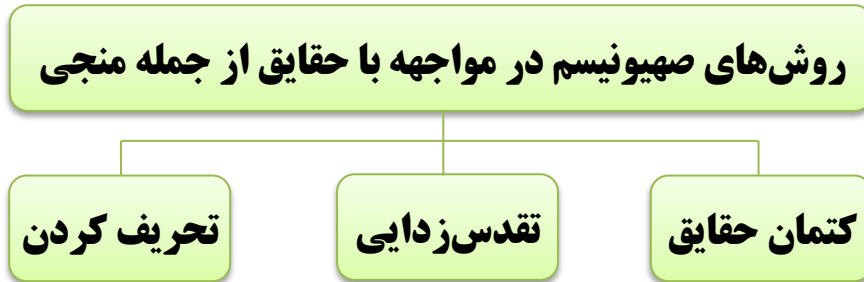 روش‌های صهیونیسم در مواجهه با حقایق از جمله منجی
کتمان حقایق
تقدس‌زدایی
تحریف کردن